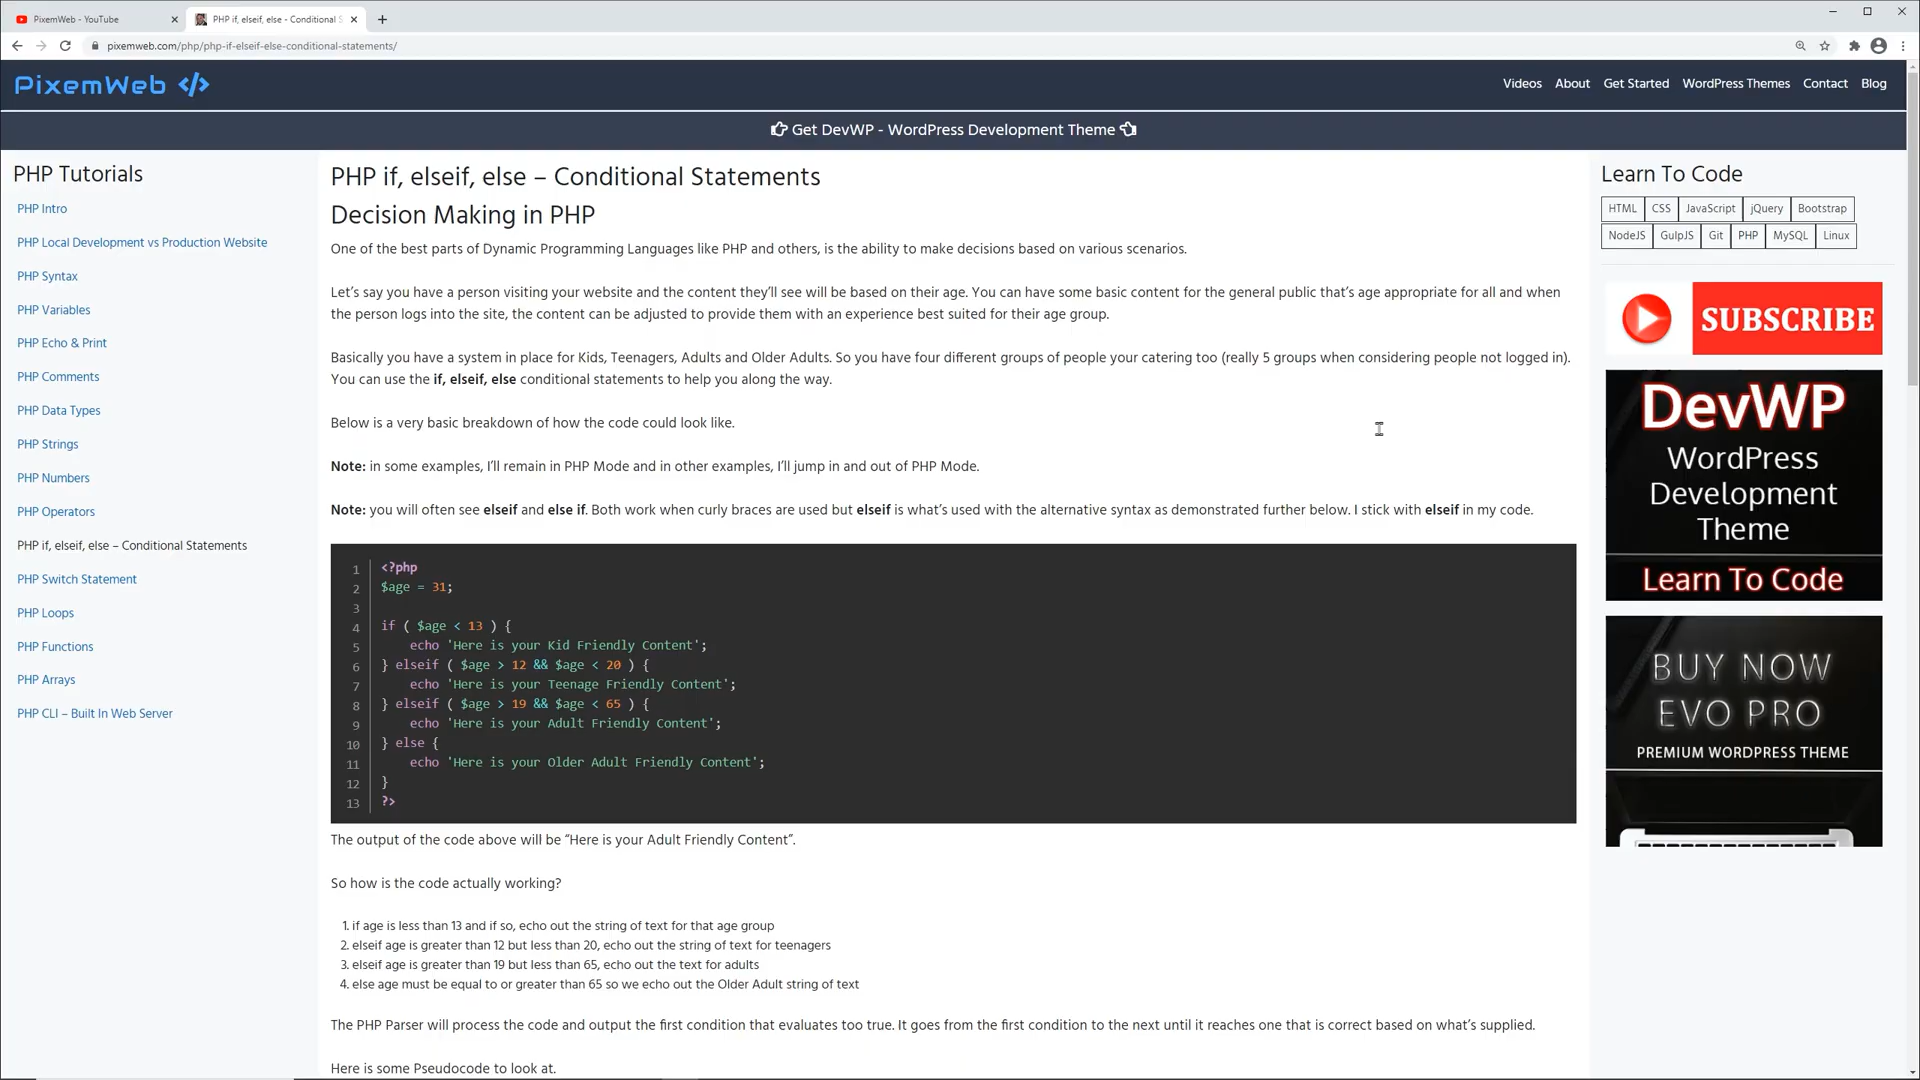 PixemWeb - YouTube
PHP if, elseif, else - Conditional S
pixemweb.com/php/php-if-elseif-else-conditional-statements/
PixemWeb </>
Videos About Get Started WordPress Themes Contact Blog
Get DevWP - WordPress Development Theme
PHP Tutorials
PHP Intro
PHP Local Development vs Production Website
PHP Syntax
PHP Variables
PHP Echo & Print
PHP Comments
PHP Data Types
PHP Strings
PHP Numbers
PHP Operators
PHP if, elseif, else – Conditional Statements
PHP Switch Statement
PHP Loops
PHP Functions
PHP Arrays
PHP CLI – Built In Web Server
PHP if, elseif, else – Conditional Statements
Decision Making in PHP
One of the best parts of Dynamic Programming Languages like PHP and others, is the ability to make decisions based on various scenarios.
Let’s say you have a person visiting your website and the content they’ll see will be based on their age. You can have some basic content for the general public that’s age appropriate for all and when
the person logs into the site, the content can be adjusted to provide them with an experience best suited for their age group.
Basically you have a system in place for Kids, Teenagers, Adults and Older Adults. So you have four different groups of people your catering too (really 5 groups when considering people not logged in).
You can use the if, elseif, else conditional statements to help you along the way.
Below is a very basic breakdown of how the code could look like.
Note: in some examples, I’ll remain in PHP Mode and in other examples, I’ll jump in and out of PHP Mode.
Note: you will often see elseif and else if. Both work when curly braces are used but elseif is what’s used with the alternative syntax as demonstrated further below. I stick with elseif in my code.
1 <?php
2 $age = 31;
3
4 if ( $age < 13 ) {
5 echo 'Here is your Kid Friendly Content';
6 } elseif ( $age > 12 && $age < 20 ) {
7 echo 'Here is your Teenage Friendly Content';
8 } elseif ( $age > 19 && $age < 65 ) {
9 echo 'Here is your Adult Friendly Content';
10 } else {
11 echo 'Here is your Older Adult Friendly Content';
12 }
13 ?>
The output of the code above will be “Here is your Adult Friendly Content”.
So how is the code actually working?
1. if age is less than 13 and if so, echo out the string of text for that age group
2. elseif age is greater than 12 but less than 20, echo out the string of text for teenagers
3. elseif age is greater than 19 but less than 65, echo out the text for adults
4. else age must be equal to or greater than 65 so we echo out the Older Adult string of text
The PHP Parser will process the code and output the first condition that evaluates too true. It goes from the first condition to the next until it reaches one that is correct based on what’s supplied.
Here is some Pseudocode to look at.
Learn To Code
HTML CSS JavaScript jQuery Bootstrap
NodeJS GulpJS Git PHP MySQL Linux
SUBSCRIBE
DevWP
WordPress
Development
Theme
Learn To Code
BUY NOW
EVO PRO
PREMIUM WORDPRESS THEME